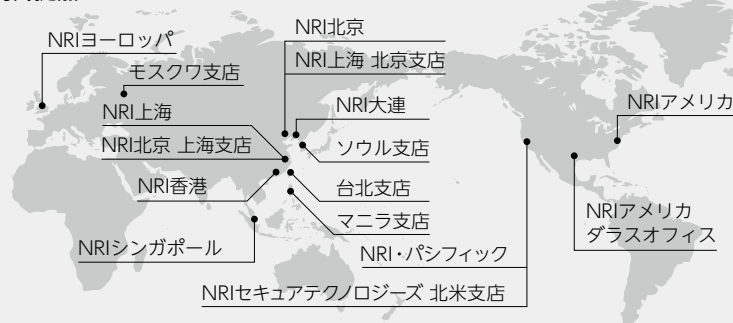 NRIヨーロッパ
モスクワ支店
NRI上海
NRI北京 上海支店
NRI香港
NRIシンガポール
NRI北京
NRI上海 北京支店
NRI大連
ソウル支店
台北支店
マニラ支店
NRI・パシフィック
NRIセキュアテクノロジーズ 北米支店
NRIアメリカ
NRIアメリカ
ダラスオフィス